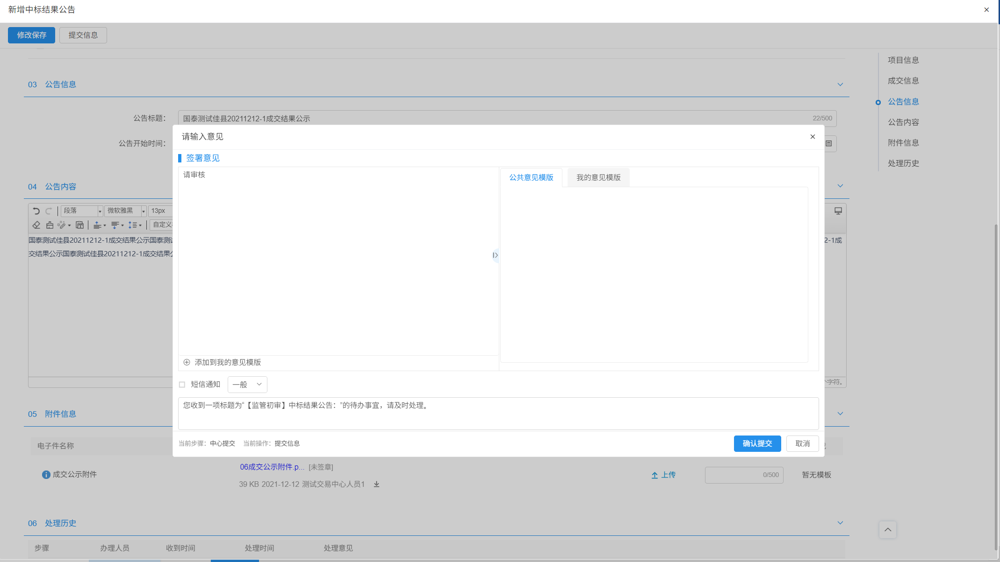 新增中标结果公告
修改保存 提交信息
项目信息
03 公告信息
成交信息
公告信息
公告标题： 国泰测试佳县20211212-1成交结果公示 22/500
公告内容
请输入意见
公告开始时间：
附件信息
签署意见
处理历史
请审核
公共意见模版 我的意见模版
04 公告内容
段落 微软雅黑 13px
自定义
国泰测试佳县20211212-1成交结果公示国泰测 2-1成
交结果公示国泰测试佳县20211212-1成交结果
添加到我的意见模版
短信通知 一般
字符。
您收到一项标题为“【监管初审】中标结果公告：”的待办事宜，请及时处理。
05 附件信息
当前步骤：中心提交 当前操作：提交信息 确认提交 取消
电子件名称
06成交公示附件.p... [未签章]
成交公示附件 上传 0/500 暂无模板
39 KB 2021-12-12 测试交易中心人员1
06 处理历史
步骤 办理人员 收到时间 处理时间 处理意见